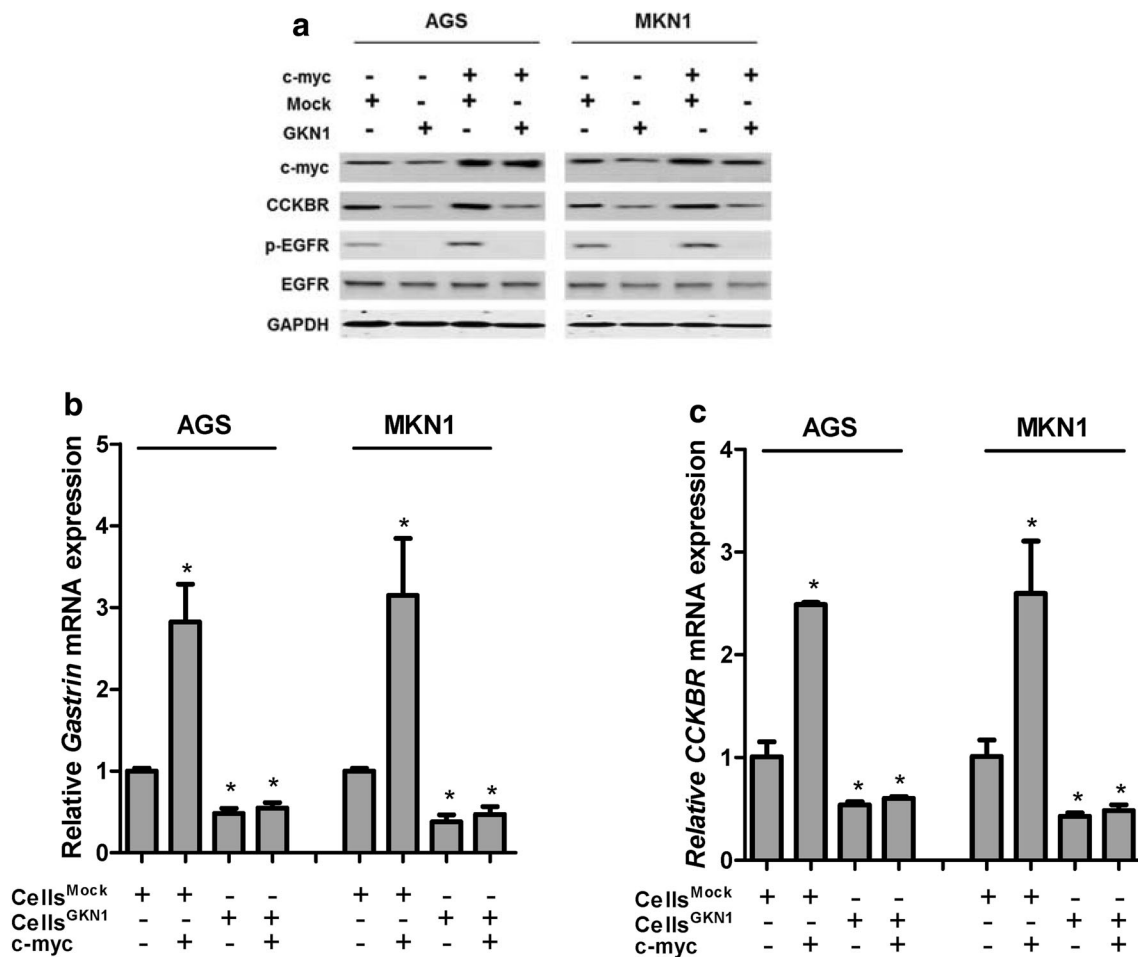 a
AGS MKN1
c-myc - - + + - - + +
Mock + - + - + - + -
GKN1 - + - + - + - +
c-myc
CCKBR
p-EGFR
EGFR
GAPDH
b
AGS MKN1
Relative Gastrin mRNA expression
5
4
3
2
1
0
* * * * * *
Cells^Mock + + - - + + - -
Cells^GKN1 - - + + - - + +
c-myc - + - + - + - +
c
AGS MKN1
Relative CCKBR mRNA expression
4
3
2
1
0
* * * * * *
Cells^Mock + + - - + + - -
Cells^GKN1 - - + + - - + +
c-myc - + - + - + - +